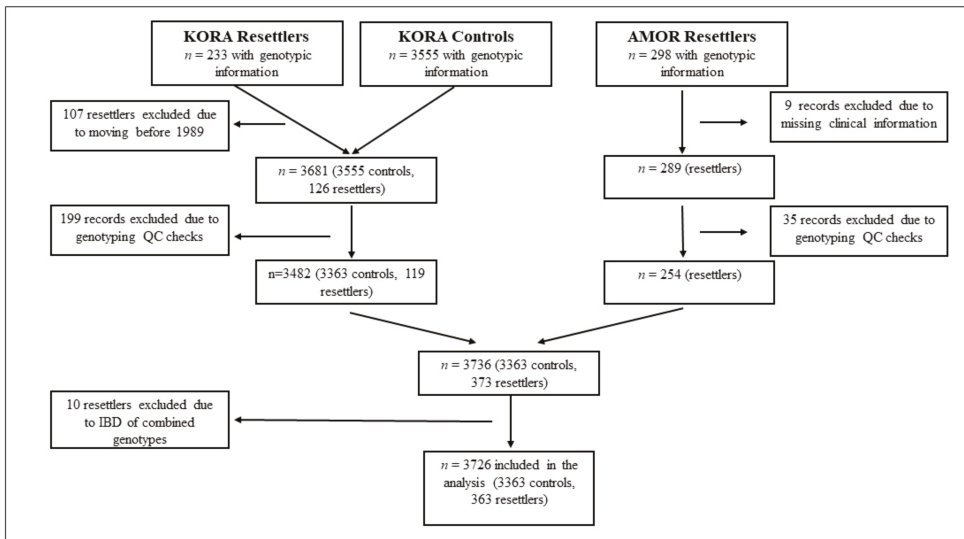 KORA Resettlers
n = 233 with genotypic
information
KORA Controls
n = 3555 with genotypic
information
AMOR Resettlers
n = 298 with genotypic
information
107 resettlers excluded due
to moving before 1989
9 records excluded due to
missing clinical information
n = 3681 (3555 controls,
126 resettlers)
n = 289 (resettlers)
199 records excluded due to
genotyping QC checks
35 records excluded due to
genotyping QC checks
n=3482 (3363 controls, 119
resettlers)
n = 254 (resettlers)
n = 3736 (3363 controls,
373 resettlers)
10 resettlers excluded due
to IBD of combined
genotypes
n = 3726 included in the
analysis (3363 controls,
363 resettlers)